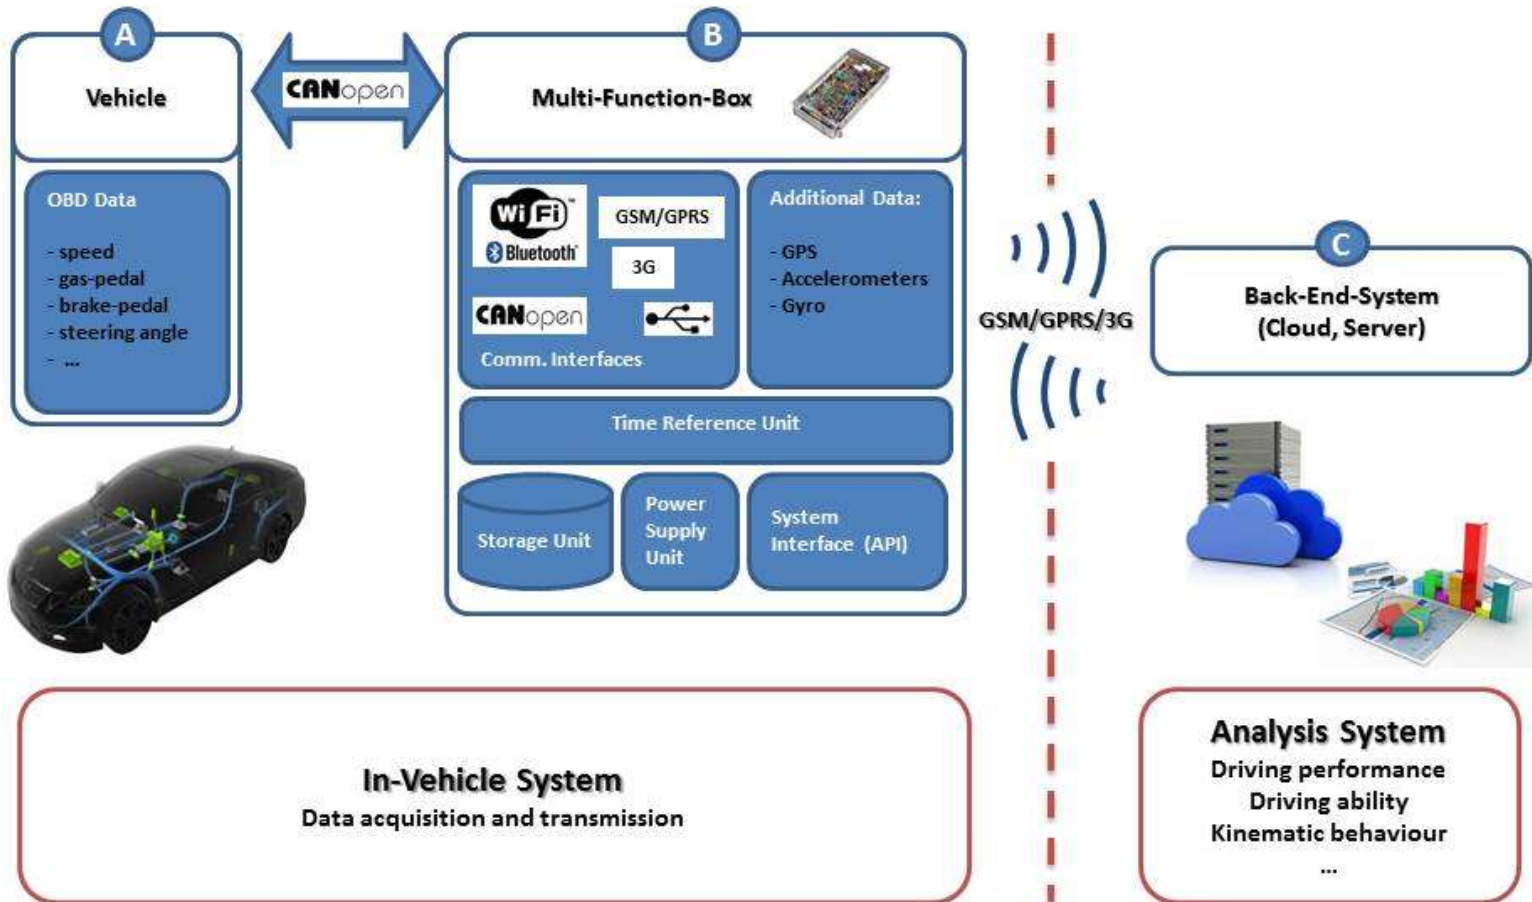 A
Vehicle
CANopen
B
Multi-Function-Box
OBD Data
- speed
- gas-pedal
- brake-pedal
- steering angle
- ...
WiFi™
Bluetooth®
GSM/GPRS
3G
CANopen
Comm. Interfaces
Additional Data:
- GPS
- Accelerometers
- Gyro
Time Reference Unit
Storage Unit
Power
Supply
Unit
System
Interface (API)
GSM/GPRS/3G
C
Back-End-System
(Cloud, Server)
In-Vehicle System
Data acquisition and transmission
Analysis System
Driving performance
Driving ability
Kinematic behaviour
...